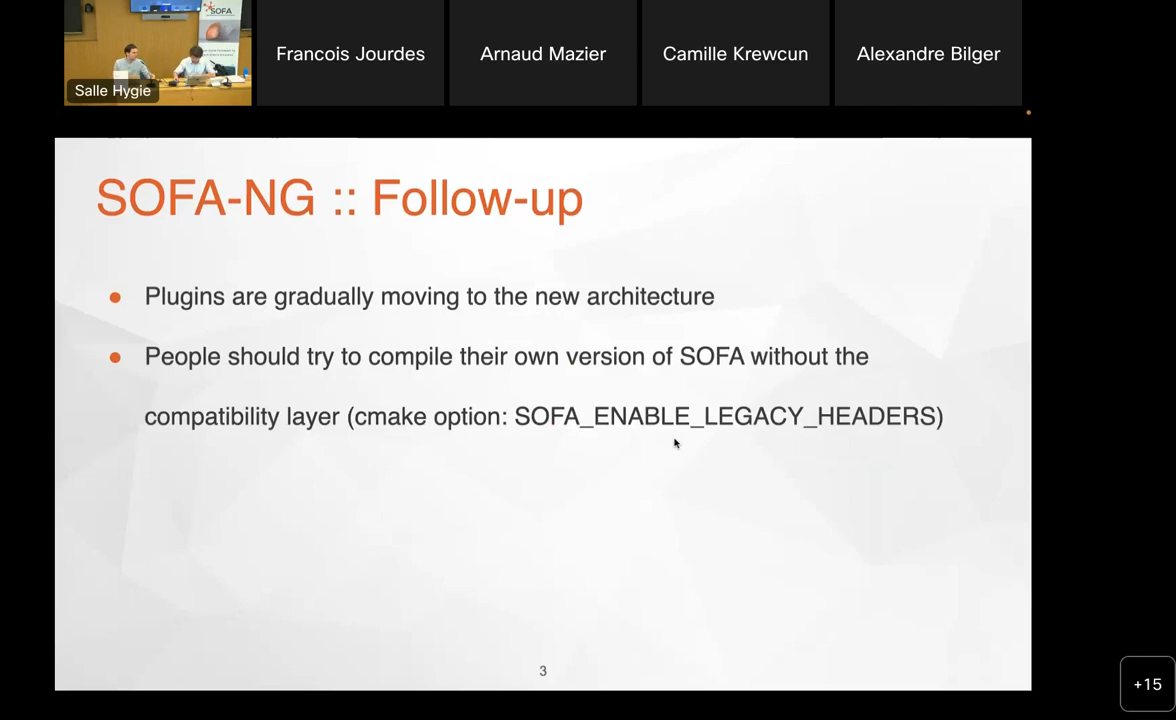 SOFA
Salle Hygie
Francois Jourdes
Arnaud Mazier
Camille Krewcun
Alexandre Bilger
SOFA-NG :: Follow-up
● Plugins are gradually moving to the new architecture
● People should try to compile their own version of SOFA without the
compatibility layer (cmake option: SOFA_ENABLE_LEGACY_HEADERS)
3
+15